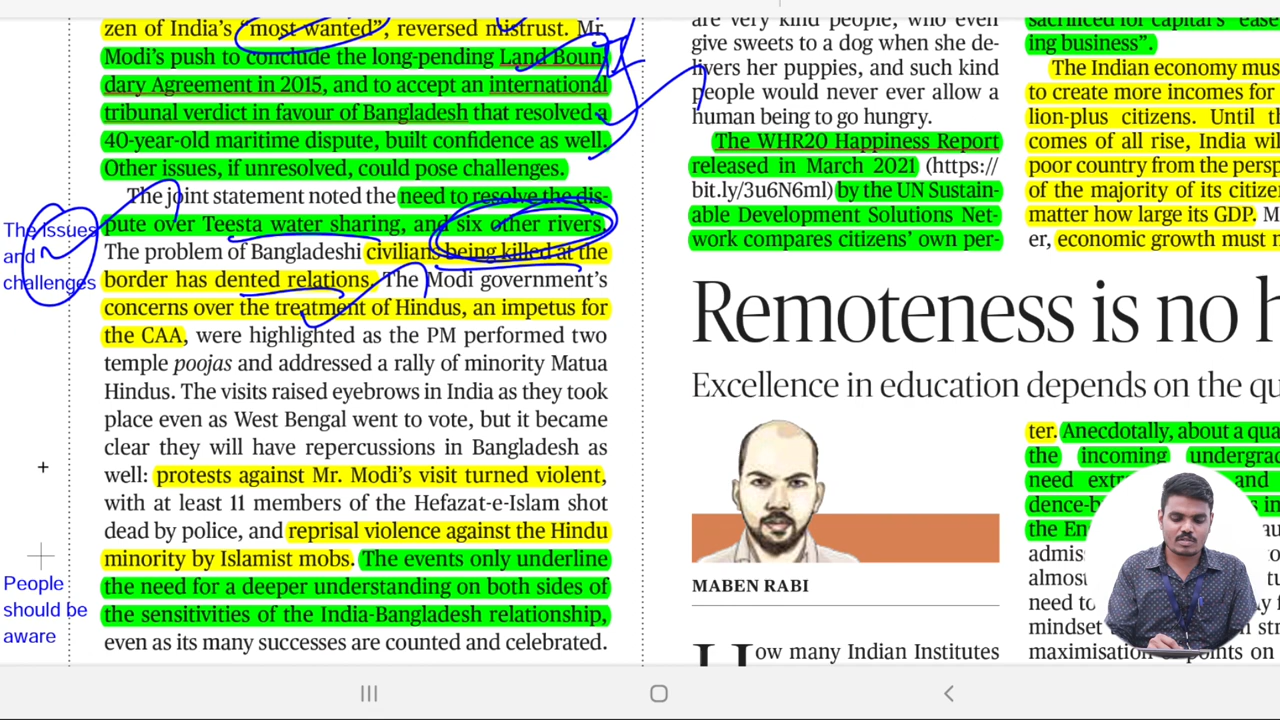 zen of India's "most wanted", reversed mistrust. Mr.
Modi's push to conclude the long-pending Land Boun-
dary Agreement in 2015, and to accept an international
tribunal verdict in favour of Bangladesh that resolved a
40-year-old maritime dispute, built confidence as well.
Other issues, if unresolved, could pose challenges.
The joint statement noted the need to resolve the dis-
pute over Teesta water sharing, and six other rivers.
The problem of Bangladeshi civilians being killed at the
border has dented relations. The Modi government's
concerns over the treatment of Hindus, an impetus for
the CAA, were highlighted as the PM performed two
temple poojas and addressed a rally of minority Matua
Hindus. The visits raised eyebrows in India as they took
place even as West Bengal went to vote, but it became
clear they will have repercussions in Bangladesh as
well: protests against Mr. Modi's visit turned violent,
with at least 11 members of the Hefazat-e-Islam shot
dead by police, and reprisal violence against the Hindu
minority by Islamist mobs. The events only underline
the need for a deeper understanding on both sides of
the sensitivities of the India-Bangladesh relationship,
even as its many successes are counted and celebrated.
The issues
and
challenges
People
should be
aware
are very kind people, who even
give sweets to a dog when she de-
livers her puppies, and such kind
people would never ever allow a
human being to go hungry.
The WHR20 Happiness Report
released in March 2021 (https://
bit.ly/3u6N6ml) by the UN Sustain-
able Development Solutions Net-
work compares citizens' own per-
sacrificed for capital's "ease
ing business".
The Indian economy mus
to create more incomes for
lion-plus citizens. Until th
comes of all rise, India wil
poor country from the persp
of the majority of its citize
matter how large its GDP. M
er, economic growth must n
Remoteness is no h
Excellence in education depends on the qu
MABEN RABI
How many Indian Institutes
ter. Anecdotally, about a qua
the incoming undergrad
need and
dence-b in
the En
admis
almost
need to
mindset
maximisation points on